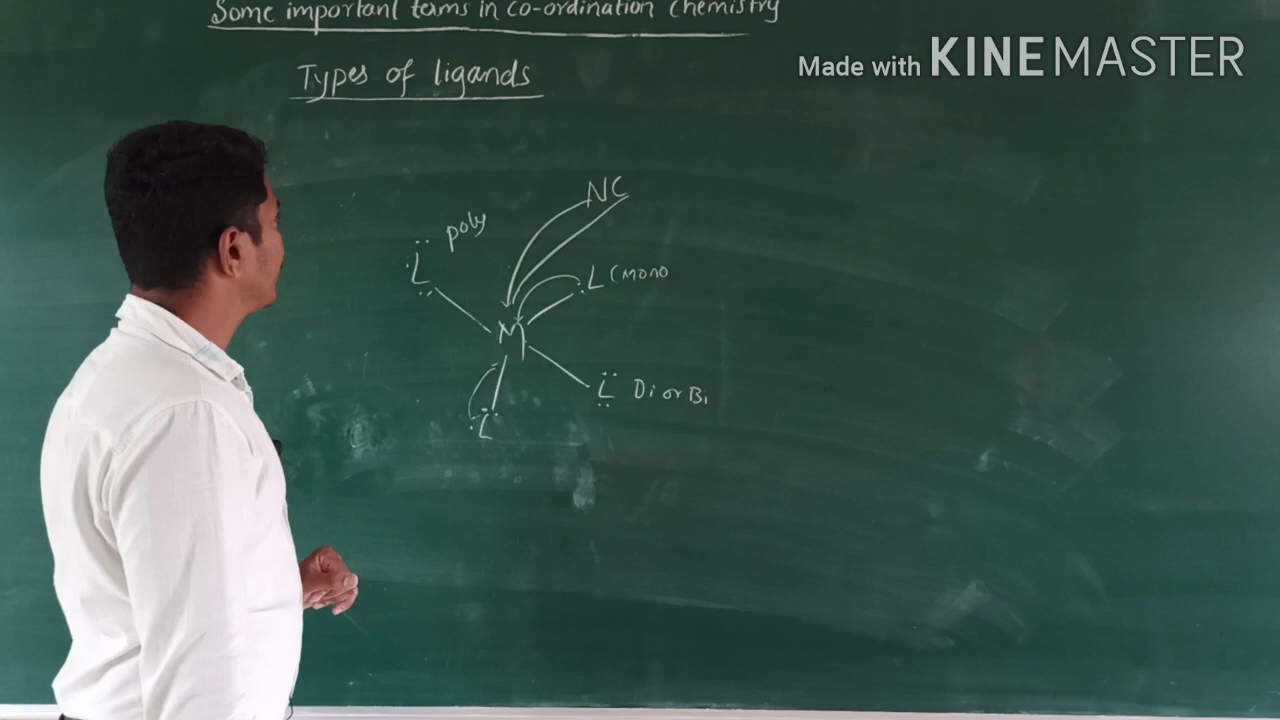 Some important terms in co-ordination chemistry
Made with KINEMASTER
Types of ligands
NC
poly
L
L (mono
M
L Di or Bi
L